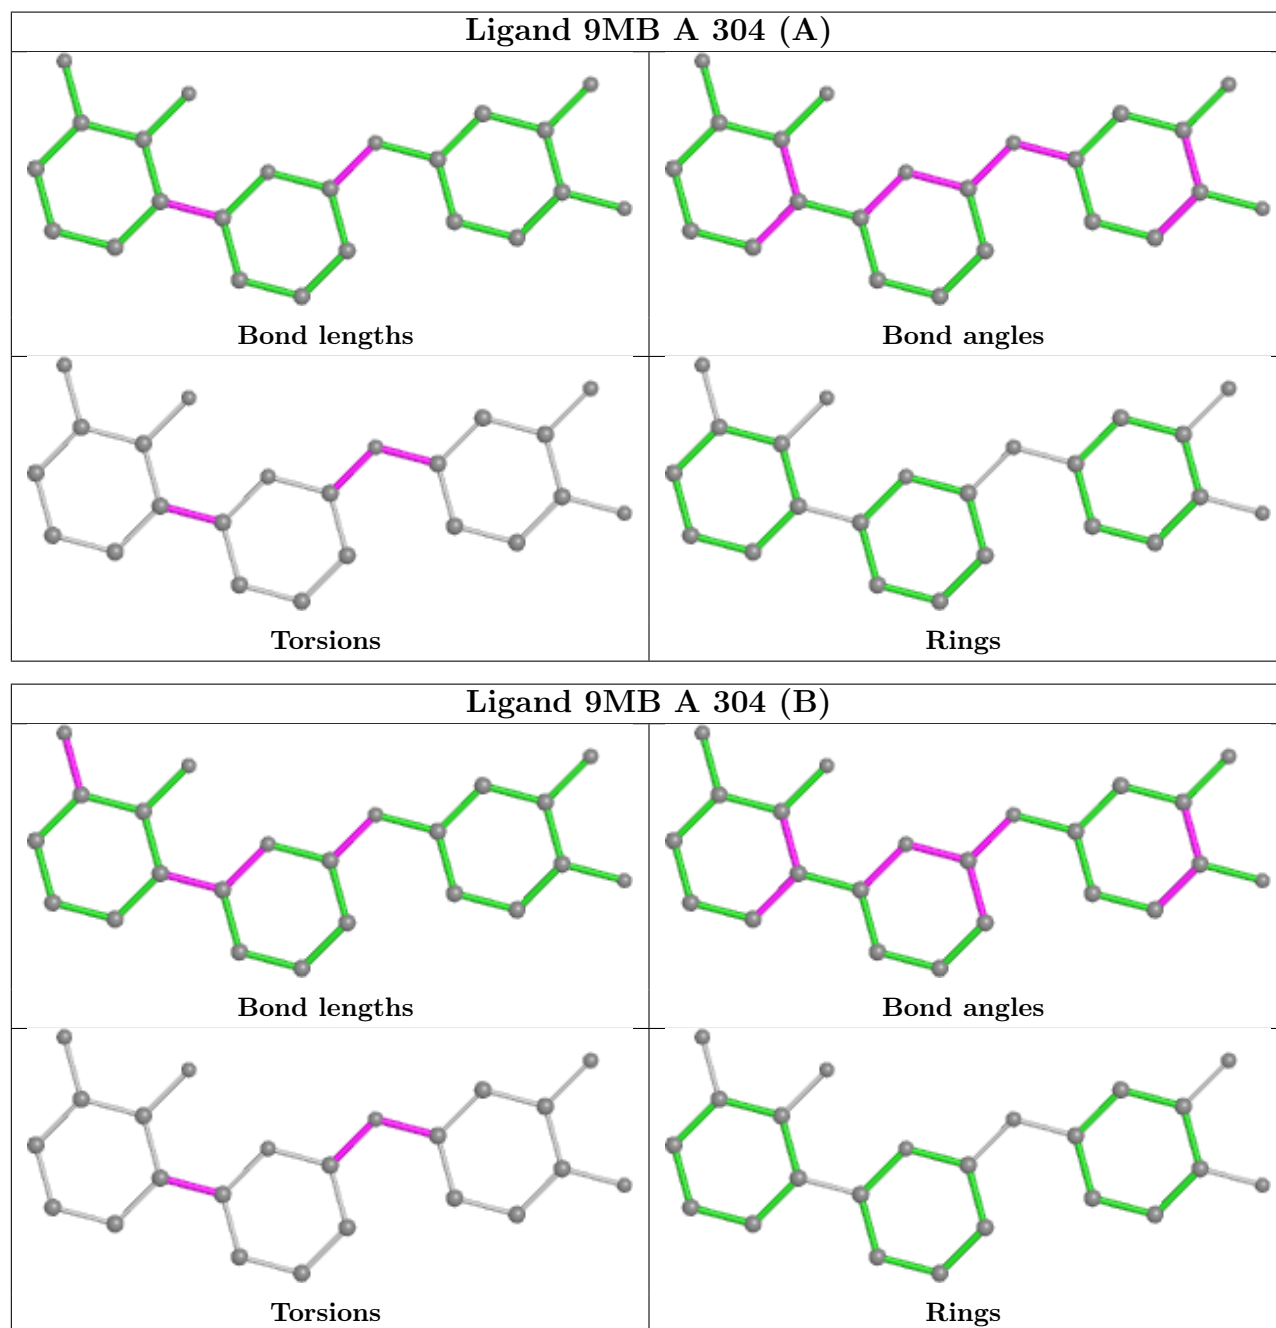 Ligand 9MB A 304 (A)
Bond lengths
Bond angles
Torsions
Rings
Ligand 9MB A 304 (B)
Bond lengths
Bond angles
Torsions
Rings